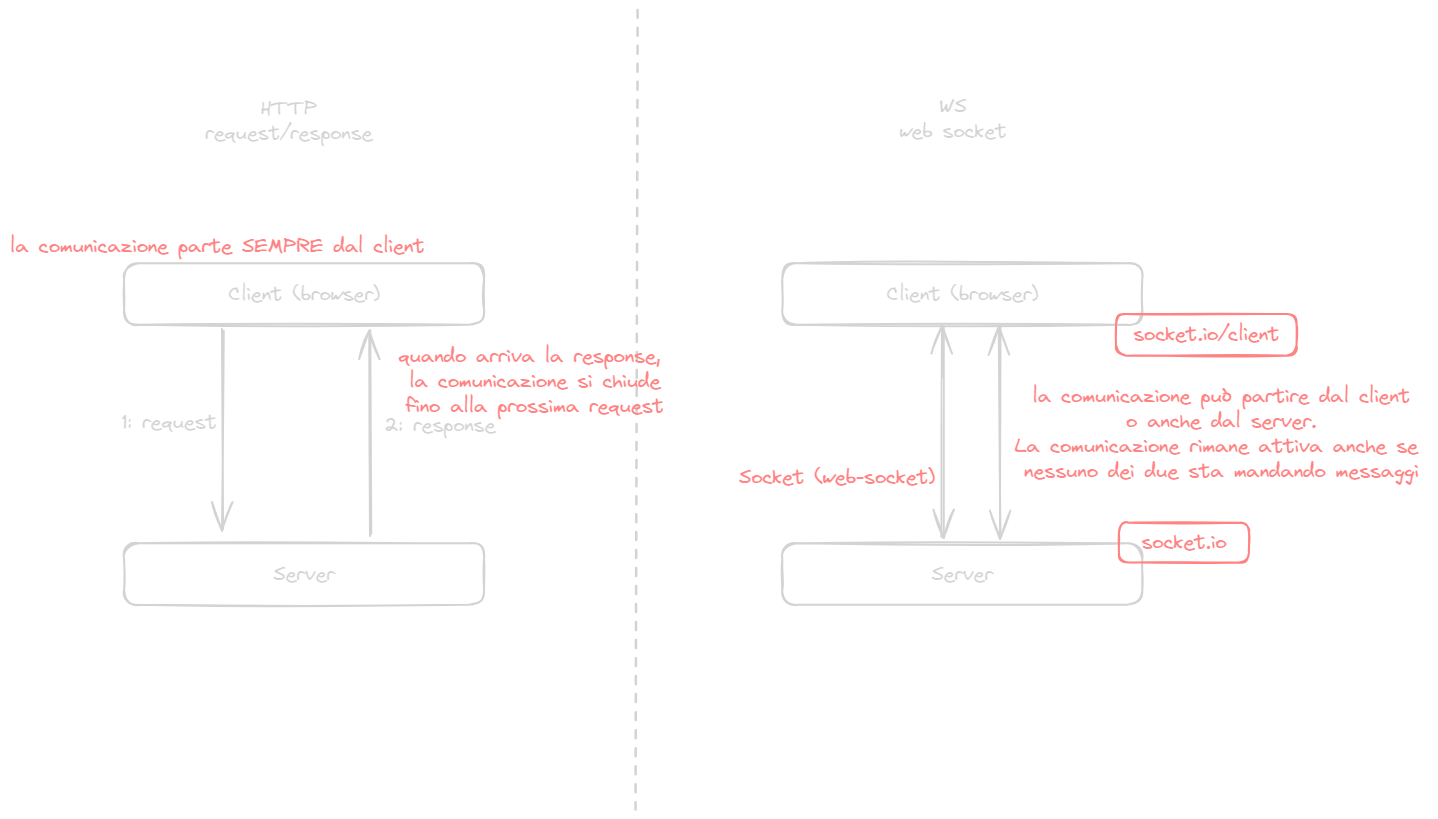 HTTP
request/response
la comunicazione parte SEMPRE dal client
Client (browser)
quando arriva la response,
la comunicazione si chiude
fino alla prossima request
1: request
2: response
Server
WS
web socket
Client (browser)
socket.io/client
la comunicazione può partire dal client
o anche dal server.
La comunicazione rimane attiva anche se
nessuno dei due sta mandando messaggi
Socket (web-socket)
socket.io
Server